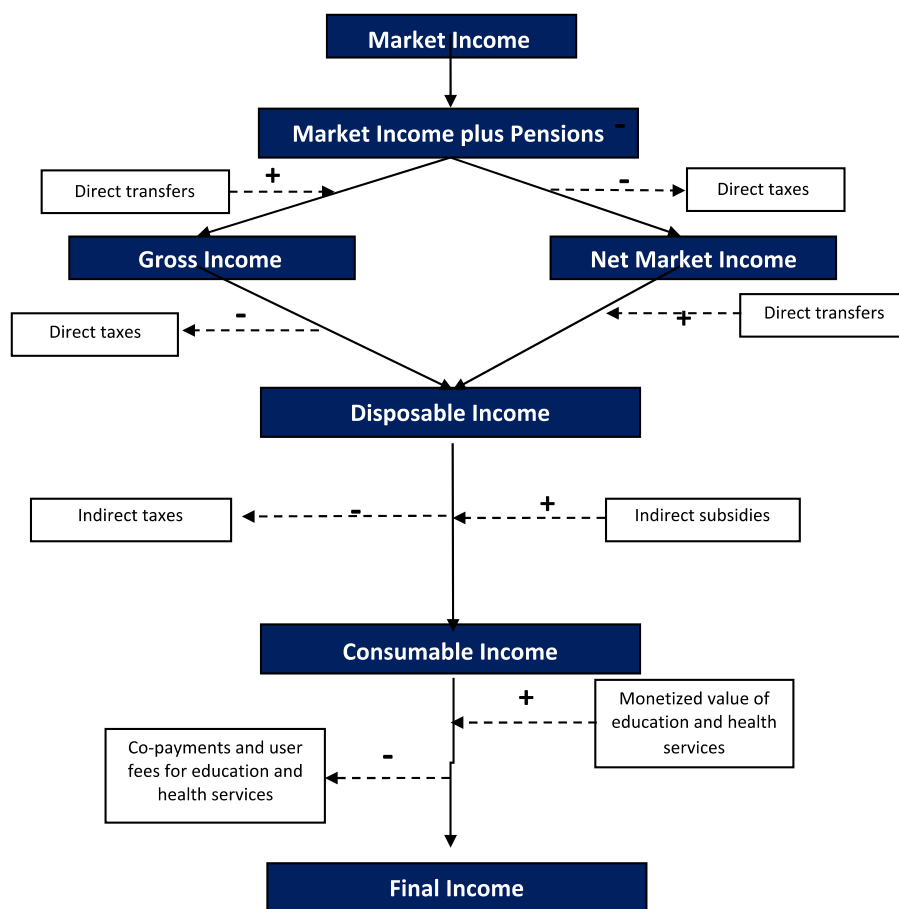 Market Income
Market Income plus Pensions -
Direct transfers
+
-
Direct taxes
Gross Income
Net Market Income
Direct taxes
-
+
Direct transfers
Disposable Income
Indirect taxes
-
+
Indirect subsidies
Consumable Income
+
Monetized value of
education and health
services
Co-payments and user
fees for education and
health services
-
Final Income